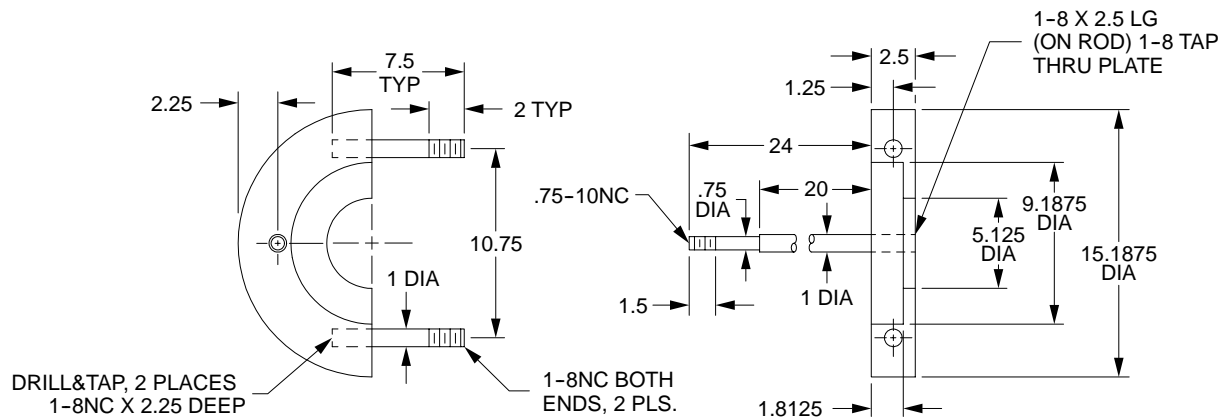 7.5
TYP
2.25
2 TYP
10.75
1 DIA
DRILL&TAP, 2 PLACES
1-8NC X 2.25 DEEP
1-8NC BOTH
ENDS, 2 PLS.
1-8 X 2.5 LG
(ON ROD) 1-8 TAP
THRU PLATE
2.5
1.25
24
20
.75-10NC
.75
DIA
9.1875
DIA
5.125
DIA
15.1875
DIA
1 DIA
1.5
1.8125